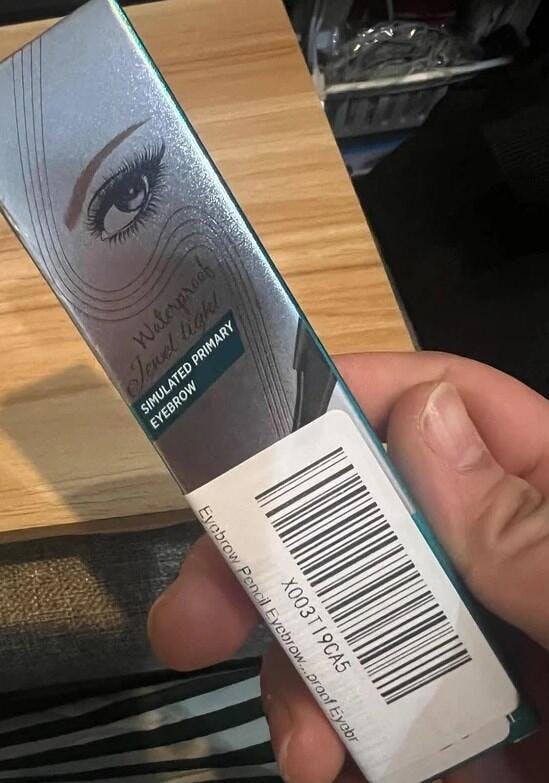 Waterproof
Jewel light
SIMULATED PRIMARY
EYEBROW
X003T19CA5
Eyebrow Pencil Eyebrow...proof Eyebr